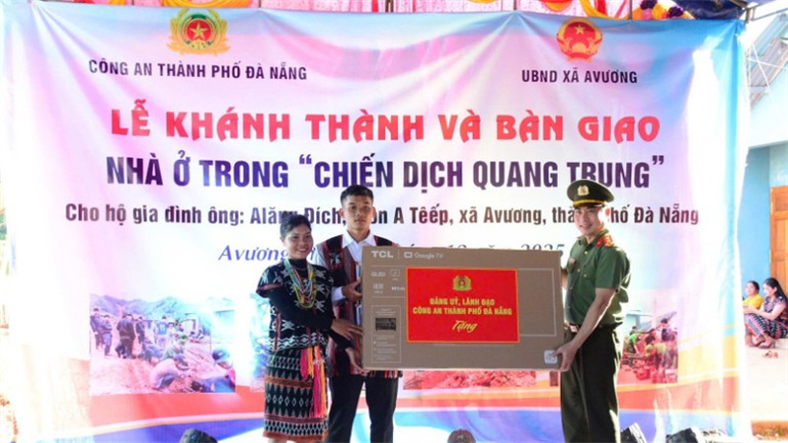 CÔNG AN THÀNH PHỐ ĐÀ NẴNG
UBND XÃ AVƯƠNG
LỄ KHÁNH THÀNH VÀ BÀN GIAO
NHÀ Ở TRONG “CHIẾN DỊCH QUANG TRUNG”
Cho hộ gia đình ông: Alăng Đích A Têếp, xã Avương, thành phố Đà Nẵng
Avương 2025
TCL Google TV
ĐẢNG UỶ, LÃNH ĐẠO
CÔNG AN THÀNH PHỐ ĐÀ NẴNG
Tặng